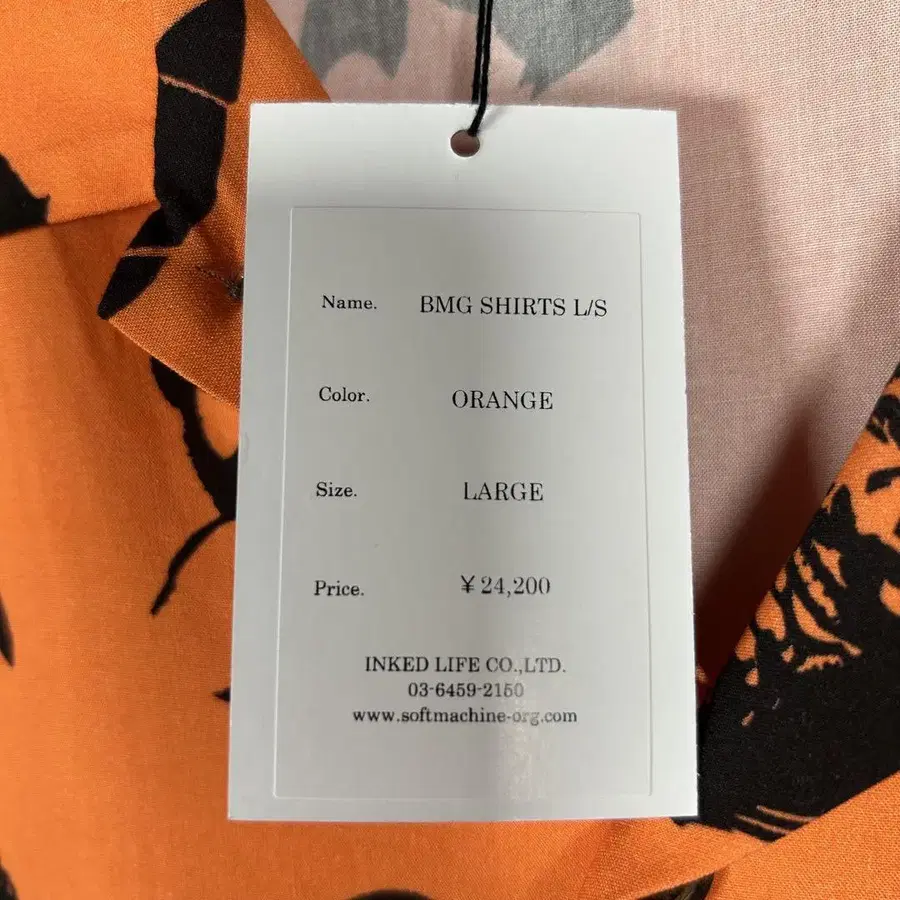 Name. BMG SHIRTS L/S
Color. ORANGE
Size. LARGE
Price. ¥24,200
INKED LIFE CO.,LTD.
03-6459-2150
www.softmachine-org.com